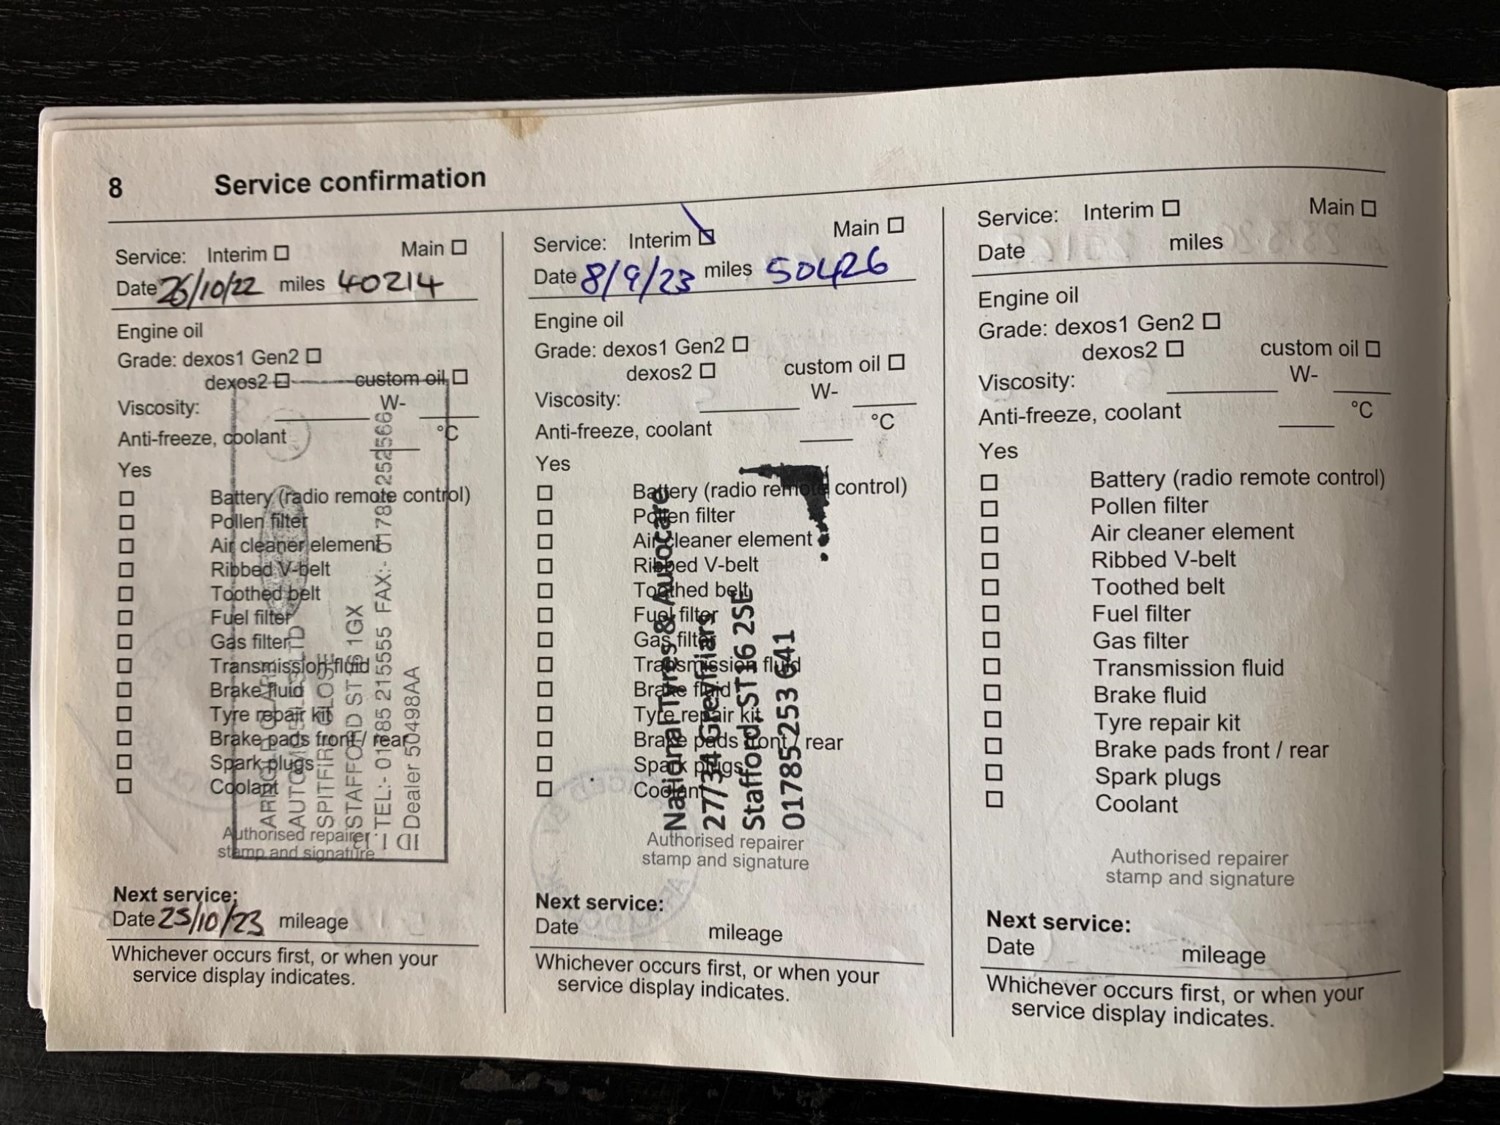 8 Service confirmation
Service: Interim Main
Date 26/10/22 miles 40214
Engine oil
Grade: dexos1 Gen2
dexos2 custom oil
Viscosity: W-
Anti-freeze, coolant °C
Yes
Battery (radio remote control)
Pollen filter
Air cleaner element
Ribbed V-belt
Toothed belt
Fuel filter
Gas filter
Transmission fluid
Brake fluid
Tyre repair kit
Brake pads front / rear
Spark plugs
Coolant
SPITFIRE CLOSE
STAFFORD ST16 1GX
TEL:- 01785 215555 FAX:- 01785 252566
Dealer 50498AA
Authorised repairer
stamp and signature
Next service:
Date 25/10/23 mileage
Whichever occurs first, or when your
service display indicates.
Service: Interim Main
Date 8/9/23 miles 50426
Engine oil
Grade: dexos1 Gen2
dexos2 custom oil
Viscosity: W-
Anti-freeze, coolant °C
Yes
Battery (radio remote control)
Pollen filter
Air cleaner element
Ribbed V-belt
Toothed belt
Fuel filter
Gas filter
Transmission fluid
Brake fluid
Tyre repair kit
Brake pads front / rear
Spark plugs
Coolant
National Tyres & Autocare
27/34 Greyfriars
Stafford. ST16 2SE
01785 253 641
Authorised repairer
stamp and signature
Next service:
Date mileage
Whichever occurs first, or when your
service display indicates.
Service: Interim Main
Date miles
Engine oil
Grade: dexos1 Gen2
dexos2 custom oil
Viscosity: W-
Anti-freeze, coolant °C
Yes
Battery (radio remote control)
Pollen filter
Air cleaner element
Ribbed V-belt
Toothed belt
Fuel filter
Gas filter
Transmission fluid
Brake fluid
Tyre repair kit
Brake pads front / rear
Spark plugs
Coolant
Authorised repairer
stamp and signature
Next service:
Date mileage
Whichever occurs first, or when your
service display indicates.